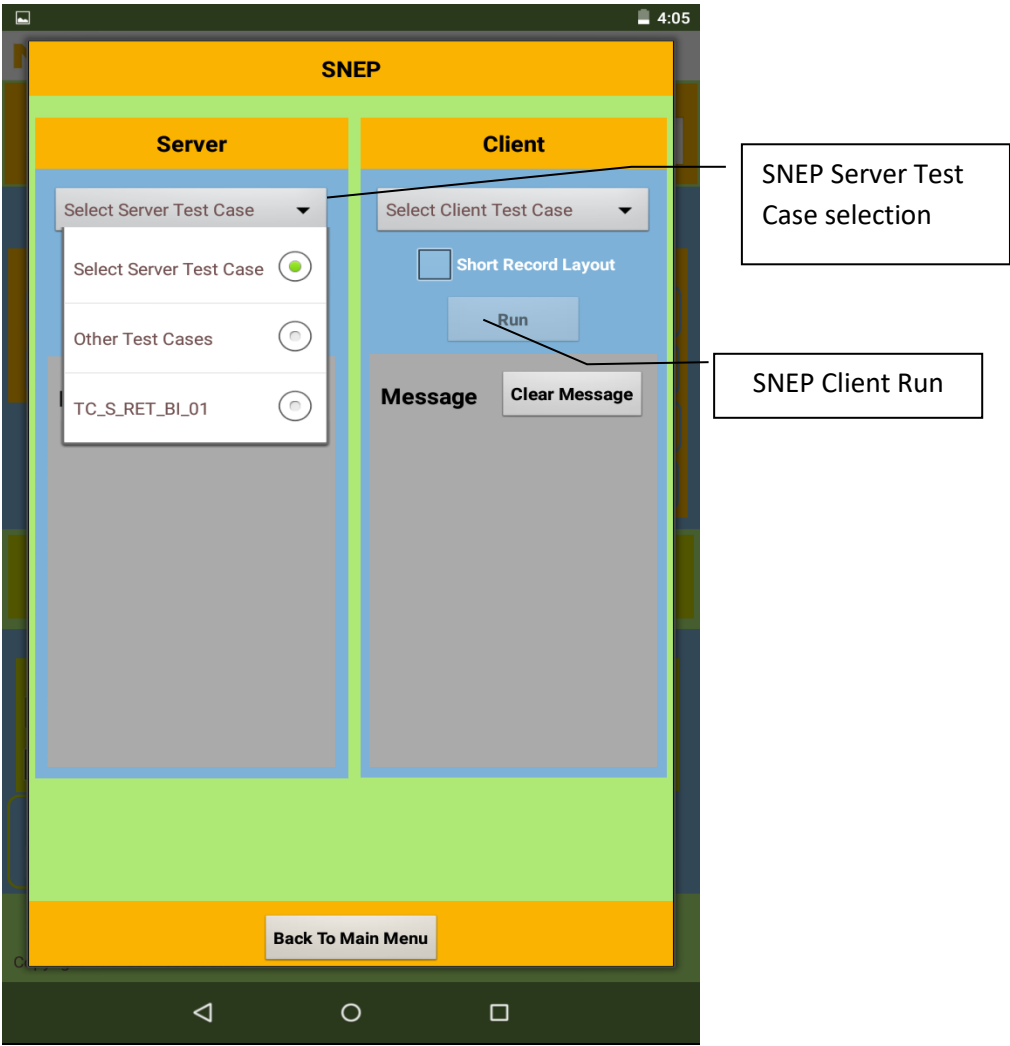 4:05
SNEP
Server
Select Server Test Case
Select Server Test Case
Other Test Cases
TC_S_RET_BI_01
Client
Select Client Test Case
Short Record Layout
Run
Message
Clear Message
Back To Main Menu
SNEP Server Test
Case selection
SNEP Client Run